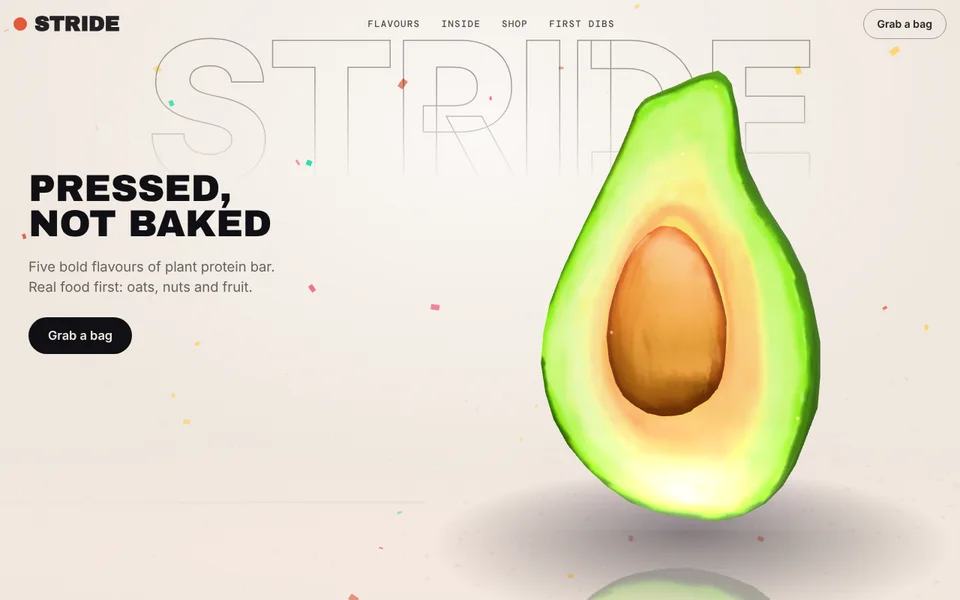 STRIDE
FLAVOURS INSIDE SHOP FIRST DIBS
Grab a bag
STRIDE
PRESSED,
NOT BAKED
Five bold flavours of plant protein bar.
Real food first: oats, nuts and fruit.
Grab a bag